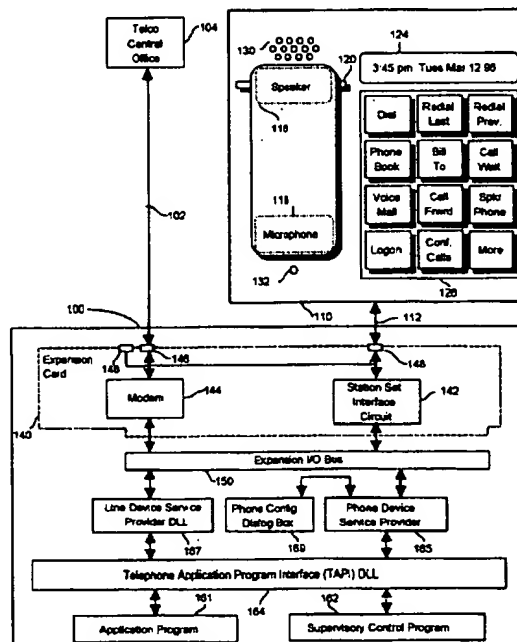 Telco
Central
Office
104
130
120
124
3:45 pm Tues Mar 12 96
Speaker
116
Dial
Redial
Last
Redial
Prev.
Phone
Book
Bill
To
Call
Wait
Voice
Mail
Call
Frwrd
Spkr
Phone
Logon
Conf.
Calls
More
118
Microphone
132
126
110
102
100
112
Expansion
Card
146
148
Modem
144
Station Set
Interface
Circuit
142
140
Expansion I/O Bus
150
Line Device Service
Provider DLL
167
Phone Config
Dialog Box
169
Phone Device
Service Provider
165
Telephone Application Program Interface (TAPI) DLL
161
164
162
Application Program
Supervisory Control Program